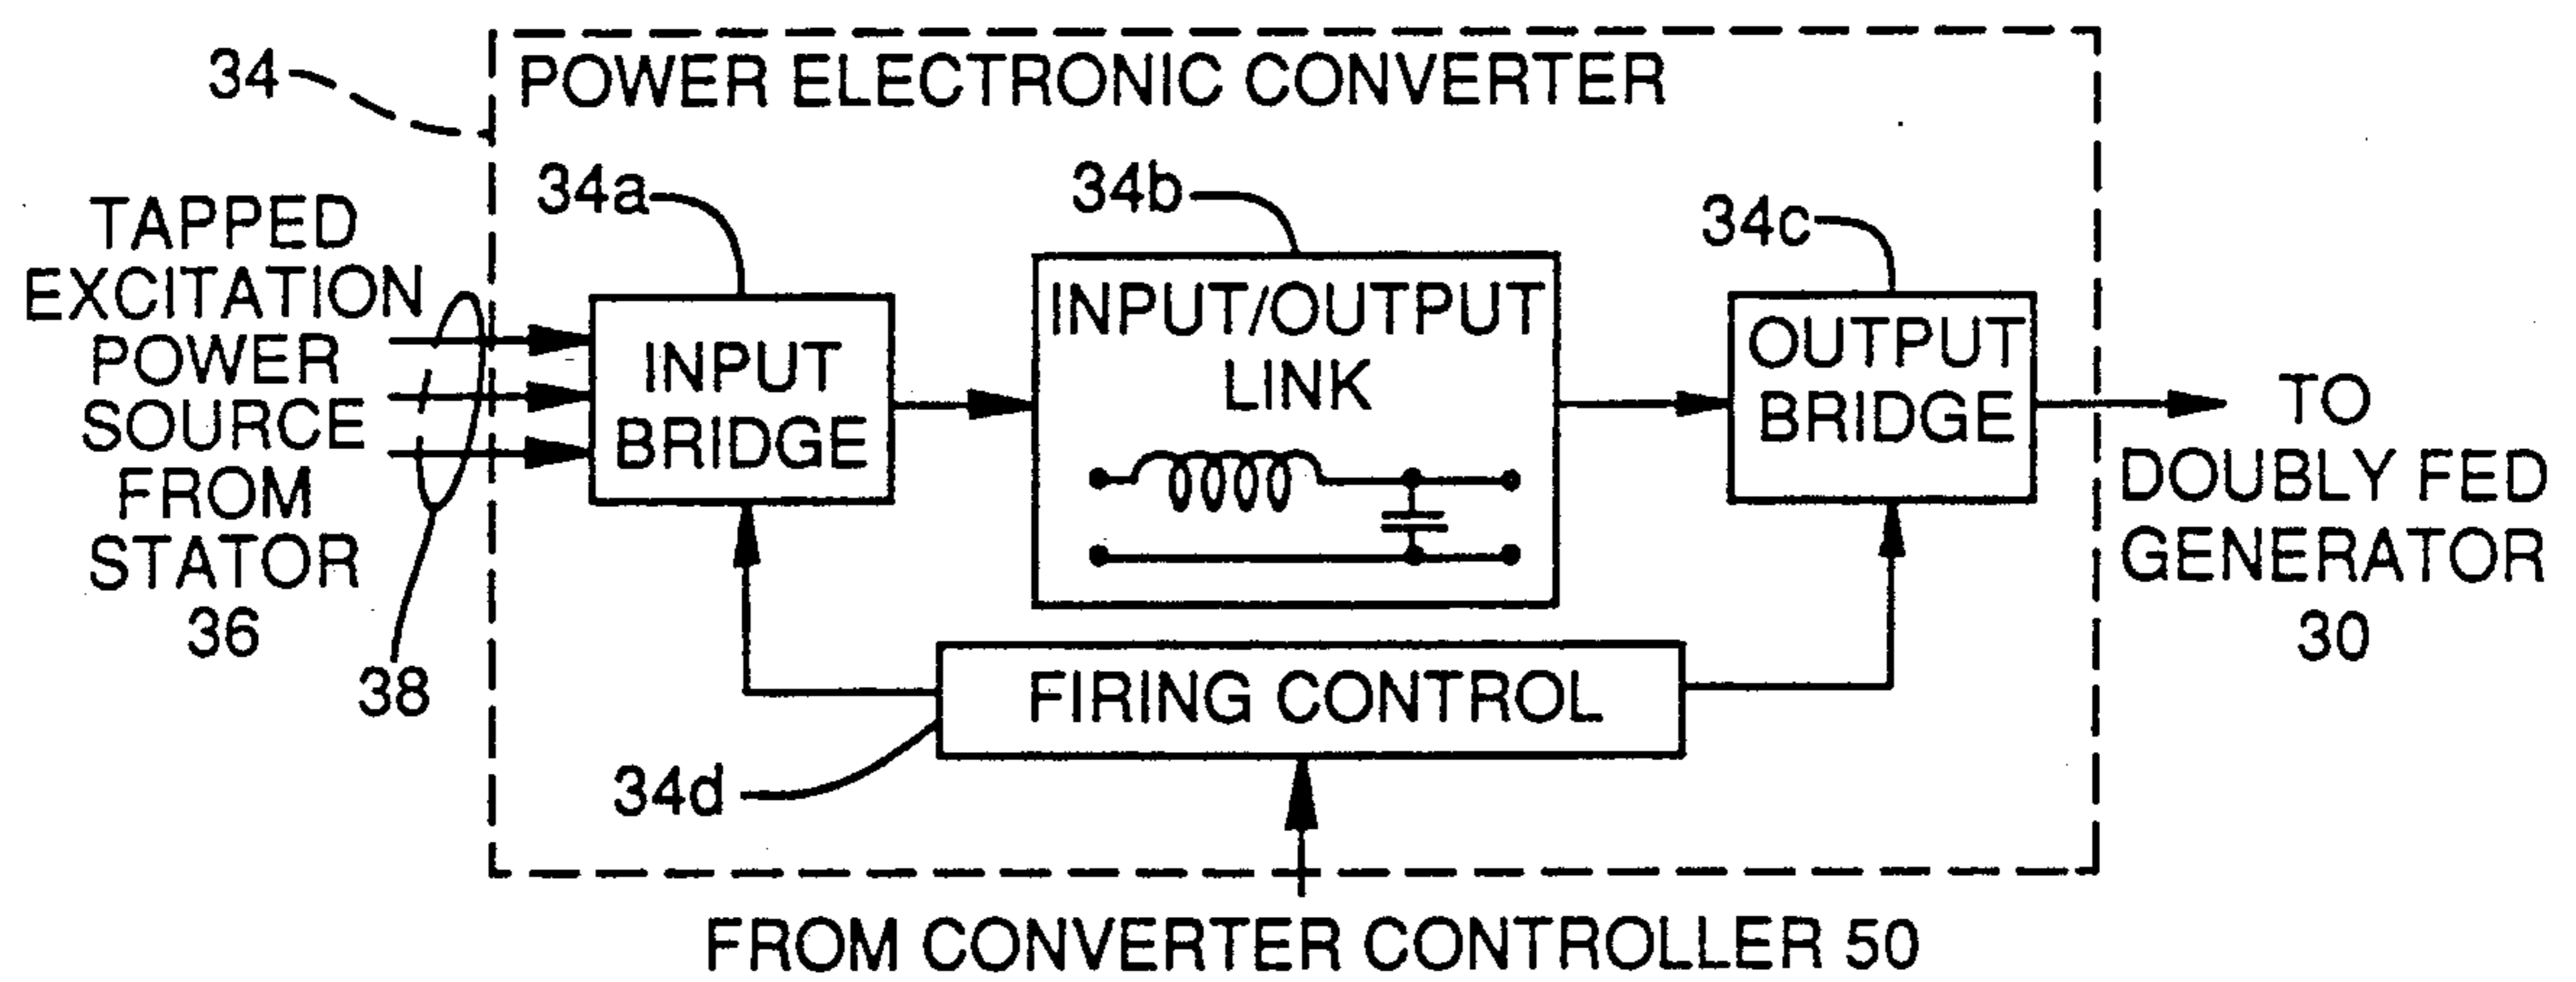 34
POWER ELECTRONIC CONVERTER
34a
34b
34c
TAPPED
EXCITATION
POWER
SOURCE
FROM
STATOR
36
38
INPUT
BRIDGE
INPUT/OUTPUT
LINK
OUTPUT
BRIDGE
TO
DOUBLY FED
GENERATOR
30
FIRING CONTROL
34d
FROM CONVERTER CONTROLLER 50